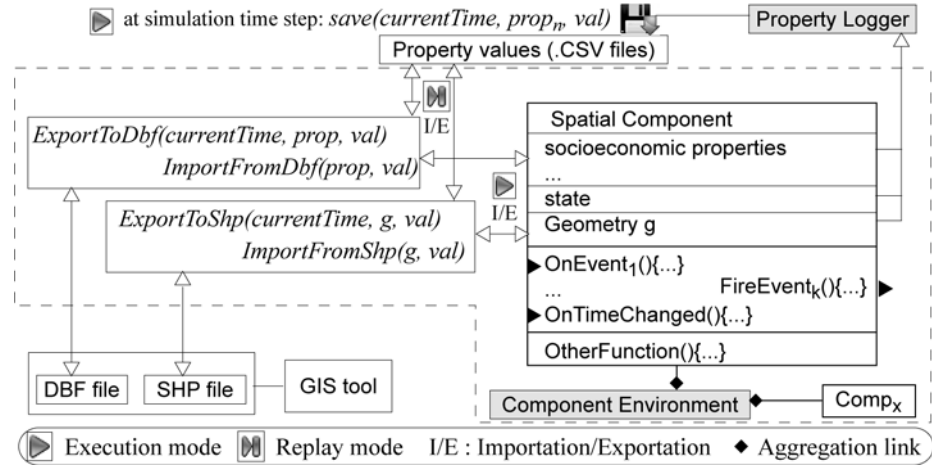 at simulation time step: save(currentTime, propₙ, val)
Property Logger
Property values (.CSV files)
I/E
ExportToDbf(currentTime, prop, val)
ImportFromDbf(prop, val)
ExportToShp(currentTime, g, val)
ImportFromShp(g, val)
I/E
Spatial Component
socioeconomic properties
...
state
Geometry g
OnEvent₁(){...}
... FireEventₖ(){...}
OnTimeChanged(){...}
OtherFunction(){...}
DBF file SHP file GIS tool
Component Environment Compₓ
Execution mode Replay mode I/E : Importation/Exportation Aggregation link